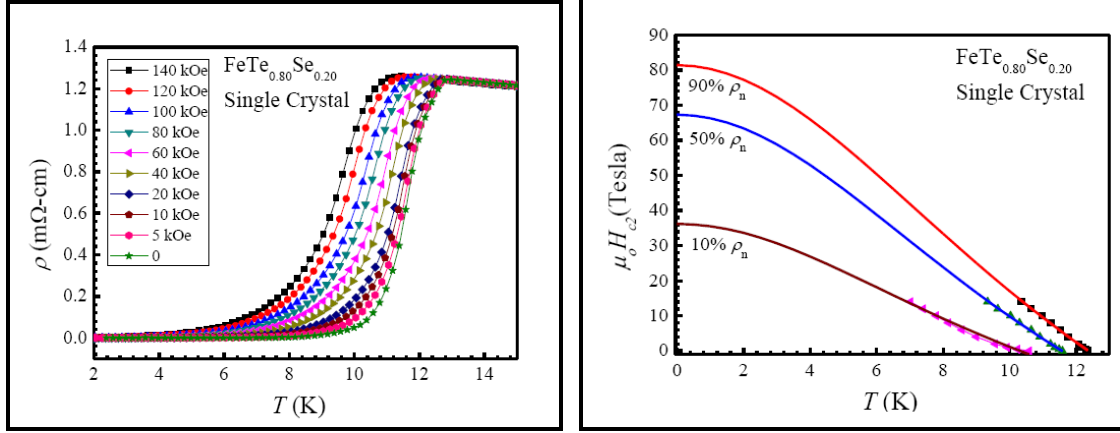 1.4
1.2
1.0
0.8
0.6
0.4
0.2
0.0
ρ (mΩ-cm)
140 kOe
120 kOe
100 kOe
80 kOe
60 kOe
40 kOe
20 kOe
10 kOe
5 kOe
0
FeTe0.80Se0.20
Single Crystal
2 4 6 8 10 12 14
T (K)
90
80
70
60
50
40
30
20
10
0
μoHc2(Tesla)
FeTe0.80Se0.20
Single Crystal
90% ρn
50% ρn
10% ρn
0 2 4 6 8 10 12
T (K)